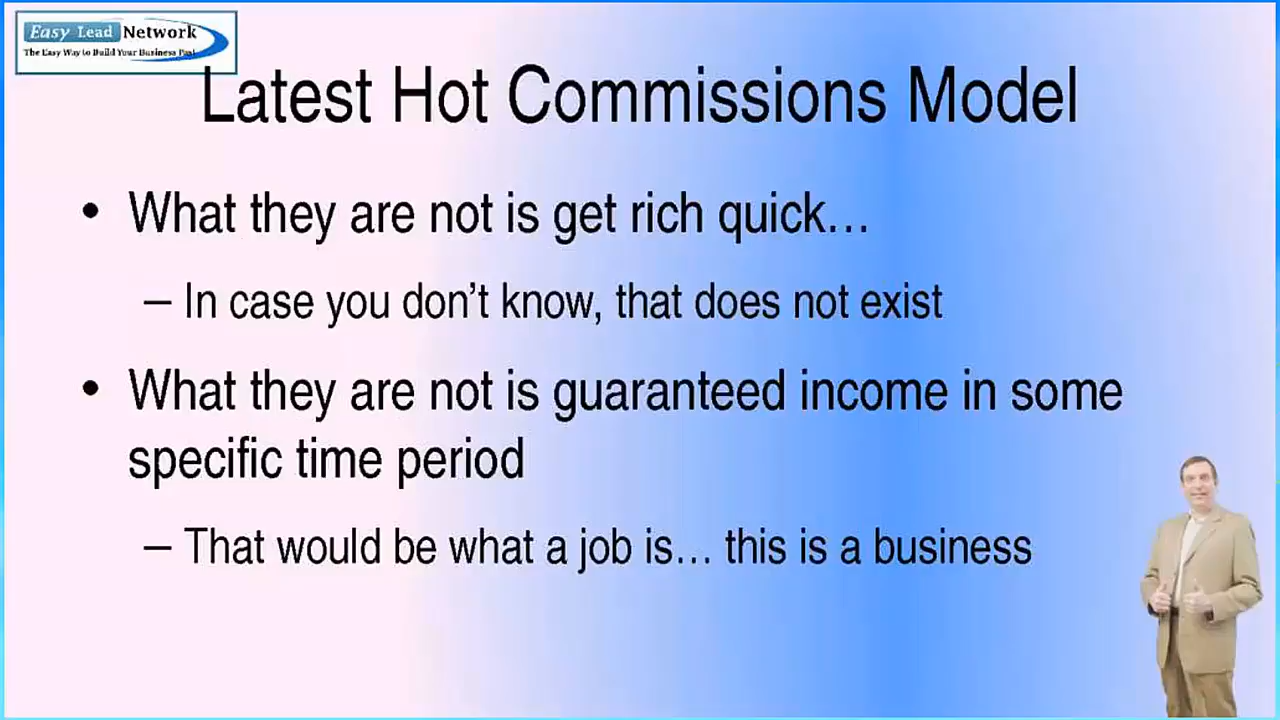 Easy Lead Network
The Easy Way to Build Your Business Fast
Latest Hot Commissions Model
• What they are not is get rich quick…
– In case you don’t know, that does not exist
• What they are not is guaranteed income in some
specific time period
– That would be what a job is… this is a business